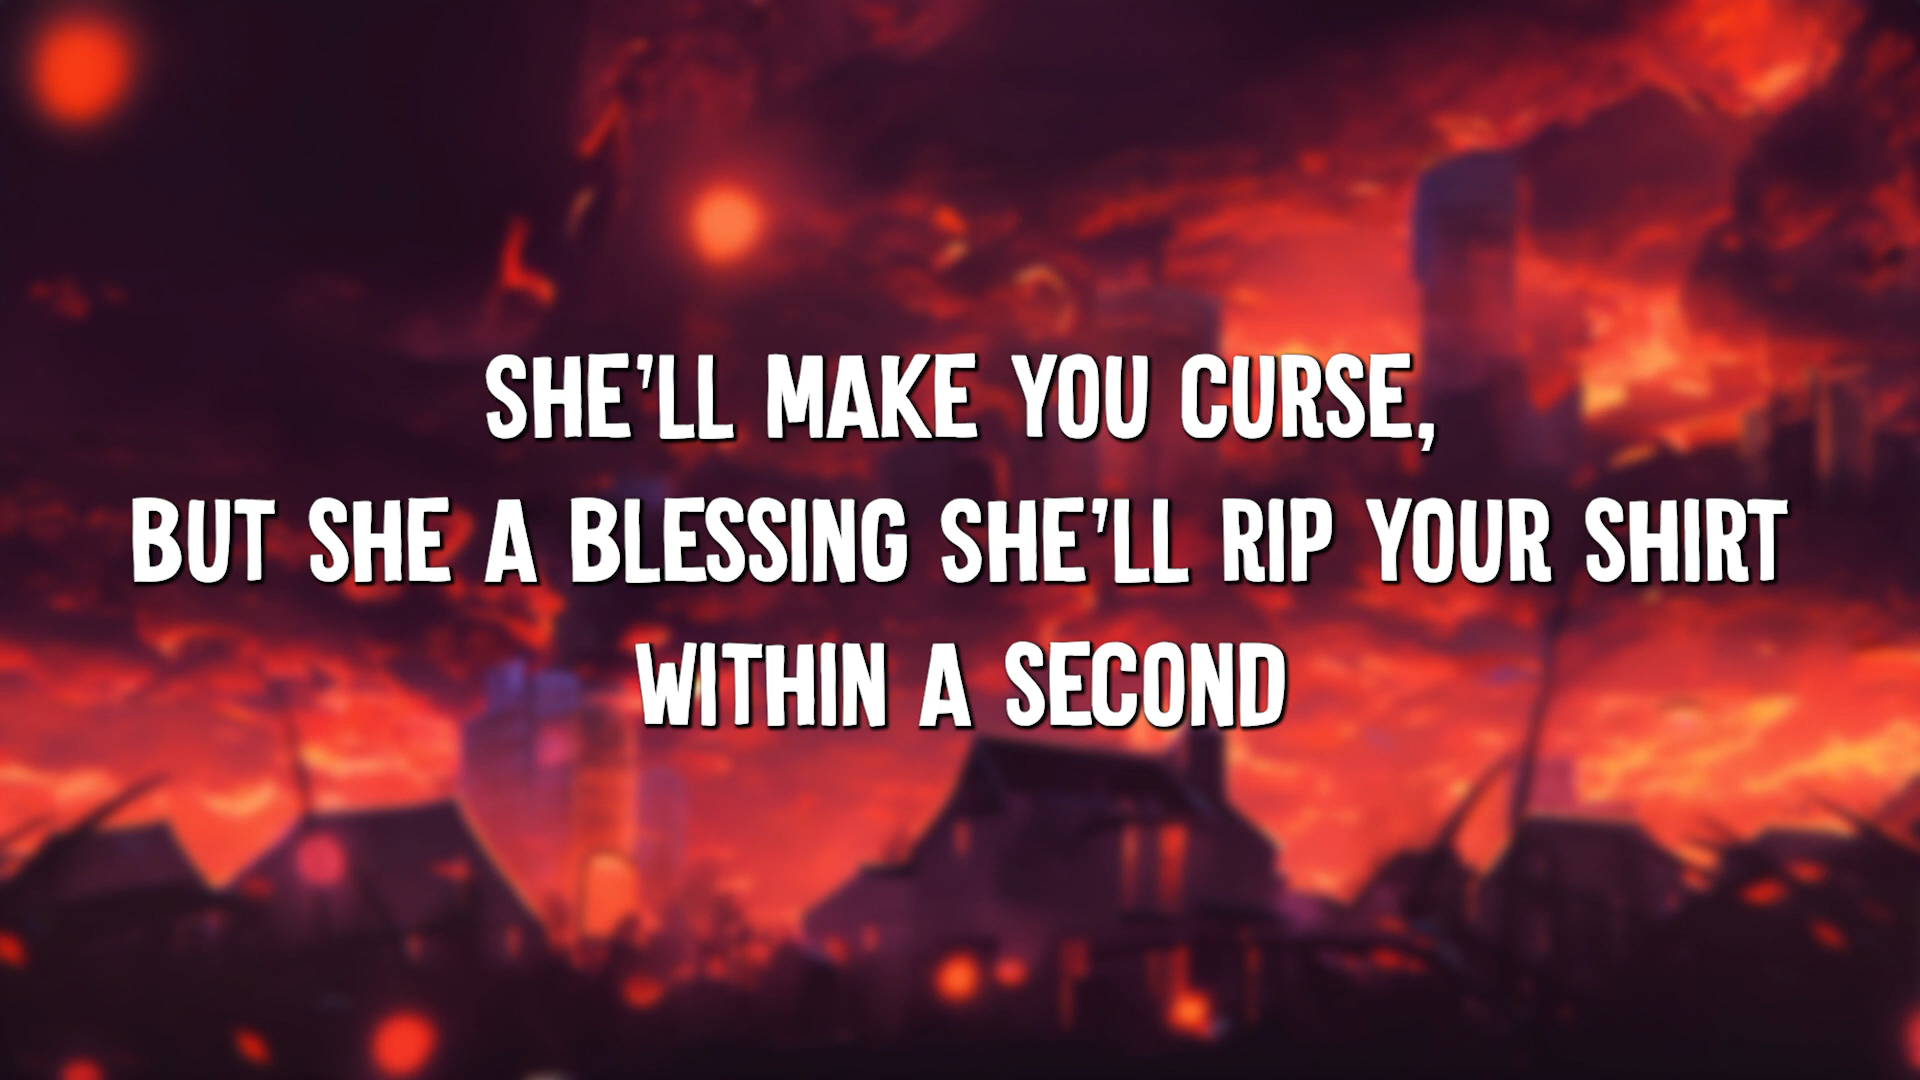 SHE'LL MAKE YOU CURSE,
BUT SHE A BLESSING SHE'LL RIP YOUR SHIRT
WITHIN A SECOND